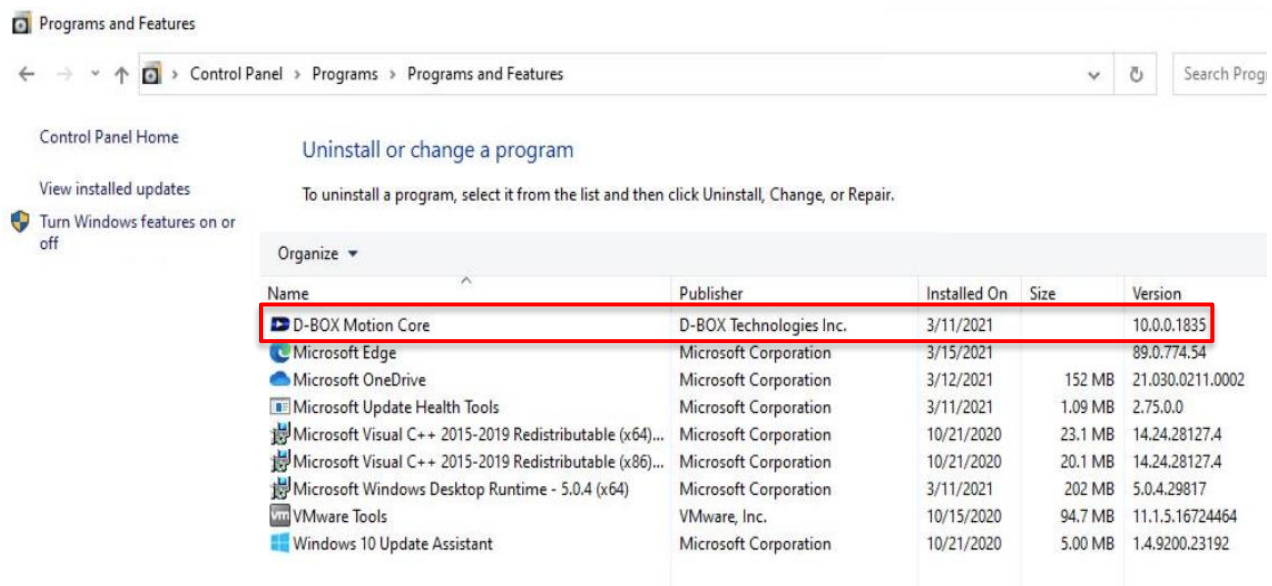 Programs and Features
Control Panel > Programs > Programs and Features
Search Progr
Control Panel Home
View installed updates
Turn Windows features on or
off
Uninstall or change a program
To uninstall a program, select it from the list and then click Uninstall, Change, or Repair.
Organize
Name Publisher Installed On Size Version
D-BOX Motion Core D-BOX Technologies Inc. 3/11/2021 10.0.0.1835
Microsoft Edge Microsoft Corporation 3/15/2021 89.0.774.54
Microsoft OneDrive Microsoft Corporation 3/12/2021 152 MB 21.030.0211.0002
Microsoft Update Health Tools Microsoft Corporation 3/11/2021 1.09 MB 2.75.0.0
Microsoft Visual C++ 2015-2019 Redistributable (x64)... Microsoft Corporation 10/21/2020 23.1 MB 14.24.28127.4
Microsoft Visual C++ 2015-2019 Redistributable (x86)... Microsoft Corporation 10/21/2020 20.1 MB 14.24.28127.4
Microsoft Windows Desktop Runtime - 5.0.4 (x64) Microsoft Corporation 3/11/2021 202 MB 5.0.4.29817
vm VMware Tools VMware, Inc. 10/15/2020 94.7 MB 11.1.5.16724464
Windows 10 Update Assistant Microsoft Corporation 10/21/2020 5.00 MB 1.4.9200.23192